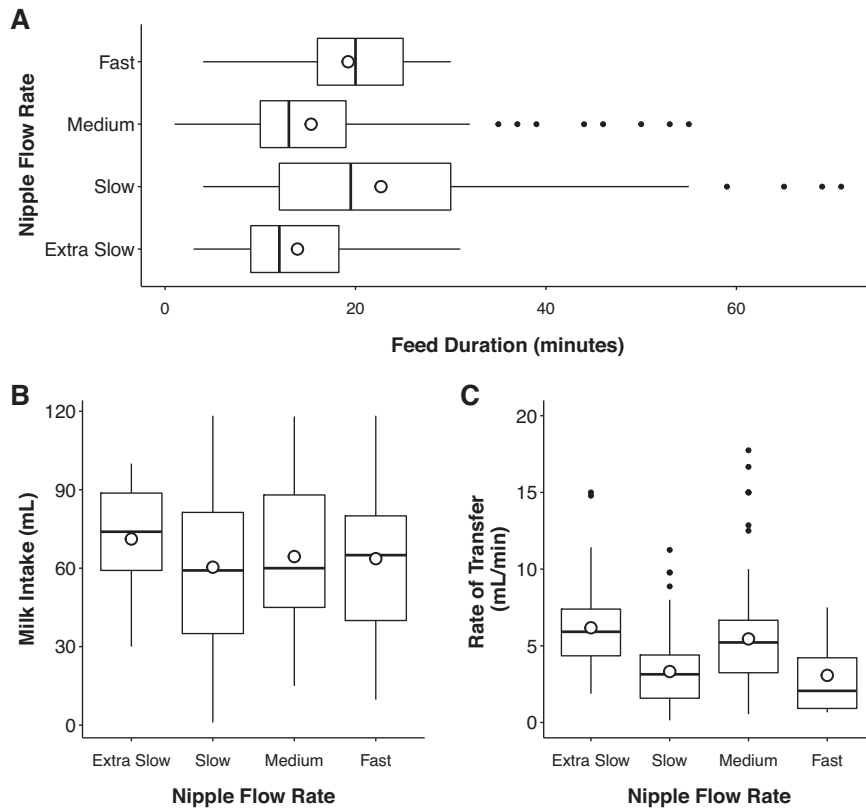 A
Nipple Flow Rate
Fast
Medium
Slow
Extra Slow
0 20 40 60
Feed Duration (minutes)
B
Milk Intake (mL)
120
90
60
30
0
Extra Slow Slow Medium Fast
Nipple Flow Rate
C
Rate of Transfer
(mL/min)
20
15
10
5
0
Extra Slow Slow Medium Fast
Nipple Flow Rate